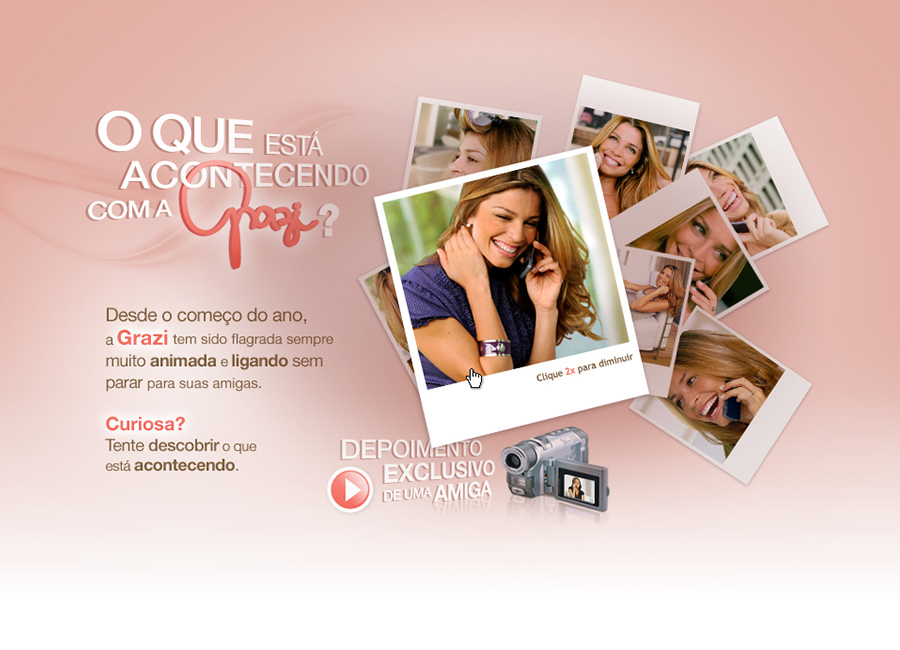 O QUE ESTÁ
ACONTECENDO
COM A Grazi?
Desde o começo do ano,
a Grazi tem sido flagrada sempre
muito animada e ligando sem
parar para suas amigas.
Curiosa?
Tente descobrir o que
está acontecendo.
Clique 2x para diminuir
DEPOIMENTO
EXCLUSIVO
DE UMA AMIGA